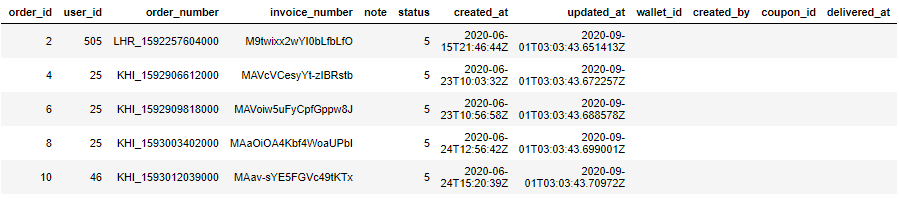 order_id user_id order_number invoice_number note status created_at updated_at wallet_id created_by coupon_id delivered_at
2 505 LHR_1592257604000 M9twixx2wYI0bLfbLfO 5 2020-06-15T21:46:44Z 2020-09-01T03:03:43.651413Z
4 25 KHI_1592906612000 MAVcVCesyYt-zIBRstb 5 2020-06-23T10:03:32Z 2020-09-01T03:03:43.672257Z
6 25 KHI_1592909818000 MAVoiw5uFyCpfGppw8J 5 2020-06-23T10:56:58Z 2020-09-01T03:03:43.688578Z
8 25 KHI_1593003402000 MAaOiOA4Kbf4WoaUPbI 5 2020-06-24T12:56:42Z 2020-09-01T03:03:43.699001Z
10 46 KHI_1593012039000 MAav-sYE5FGVc49tKTx 5 2020-06-24T15:20:39Z 2020-09-01T03:03:43.70972Z